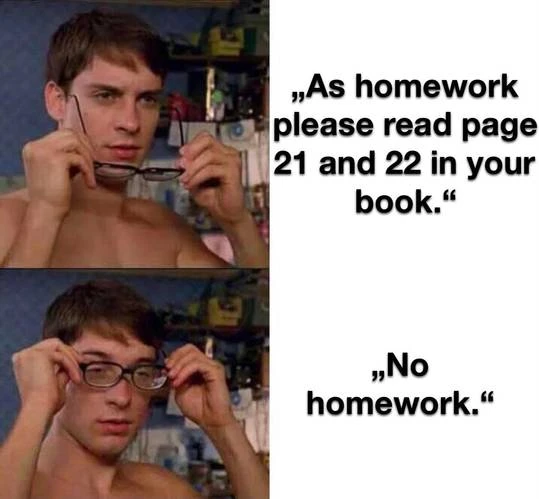 „As homework
please read page
21 and 22 in your
book.“
„No
homework.“